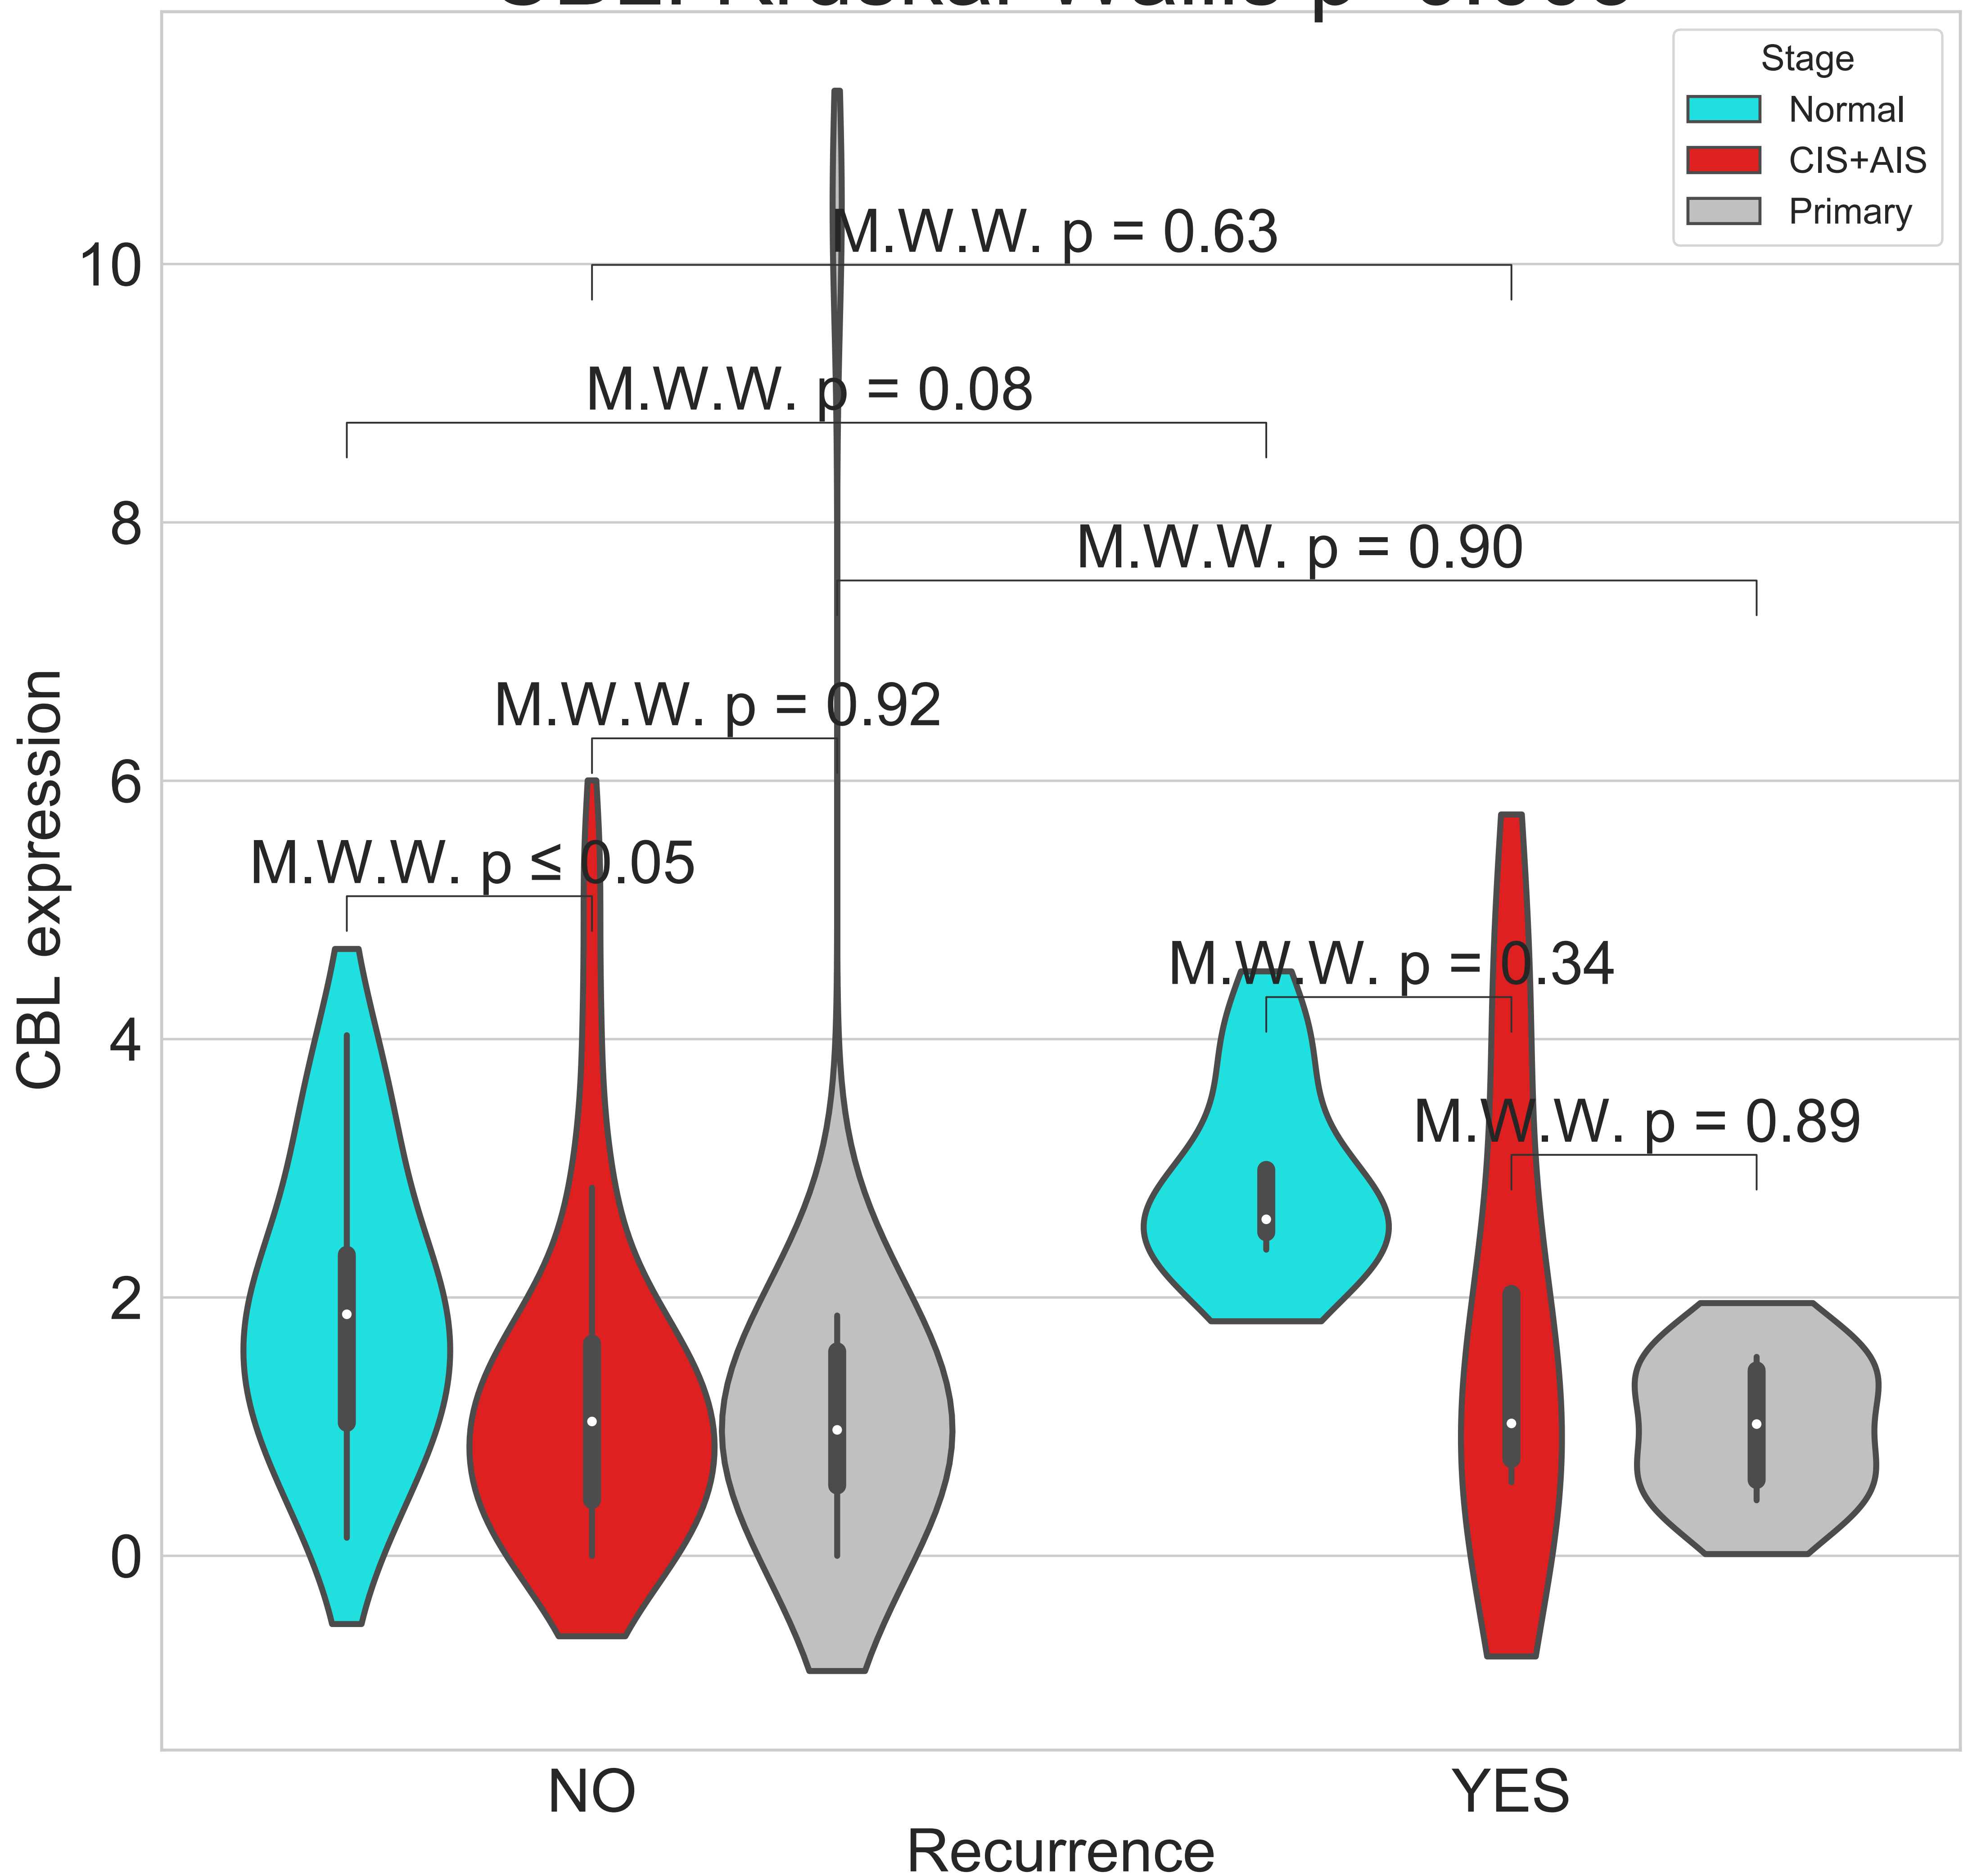 Stage
Normal
CIS+AIS
Primary
M.W.W. p = 0.63
M.W.W. p = 0.08
M.W.W. p = 0.90
M.W.W. p = 0.92
M.W.W. p ≤ 0.05
M.W.W. p = 0.34
M.W.W. p = 0.89
CBL expression
10
8
6
4
2
0
NO
YES
Recurrence